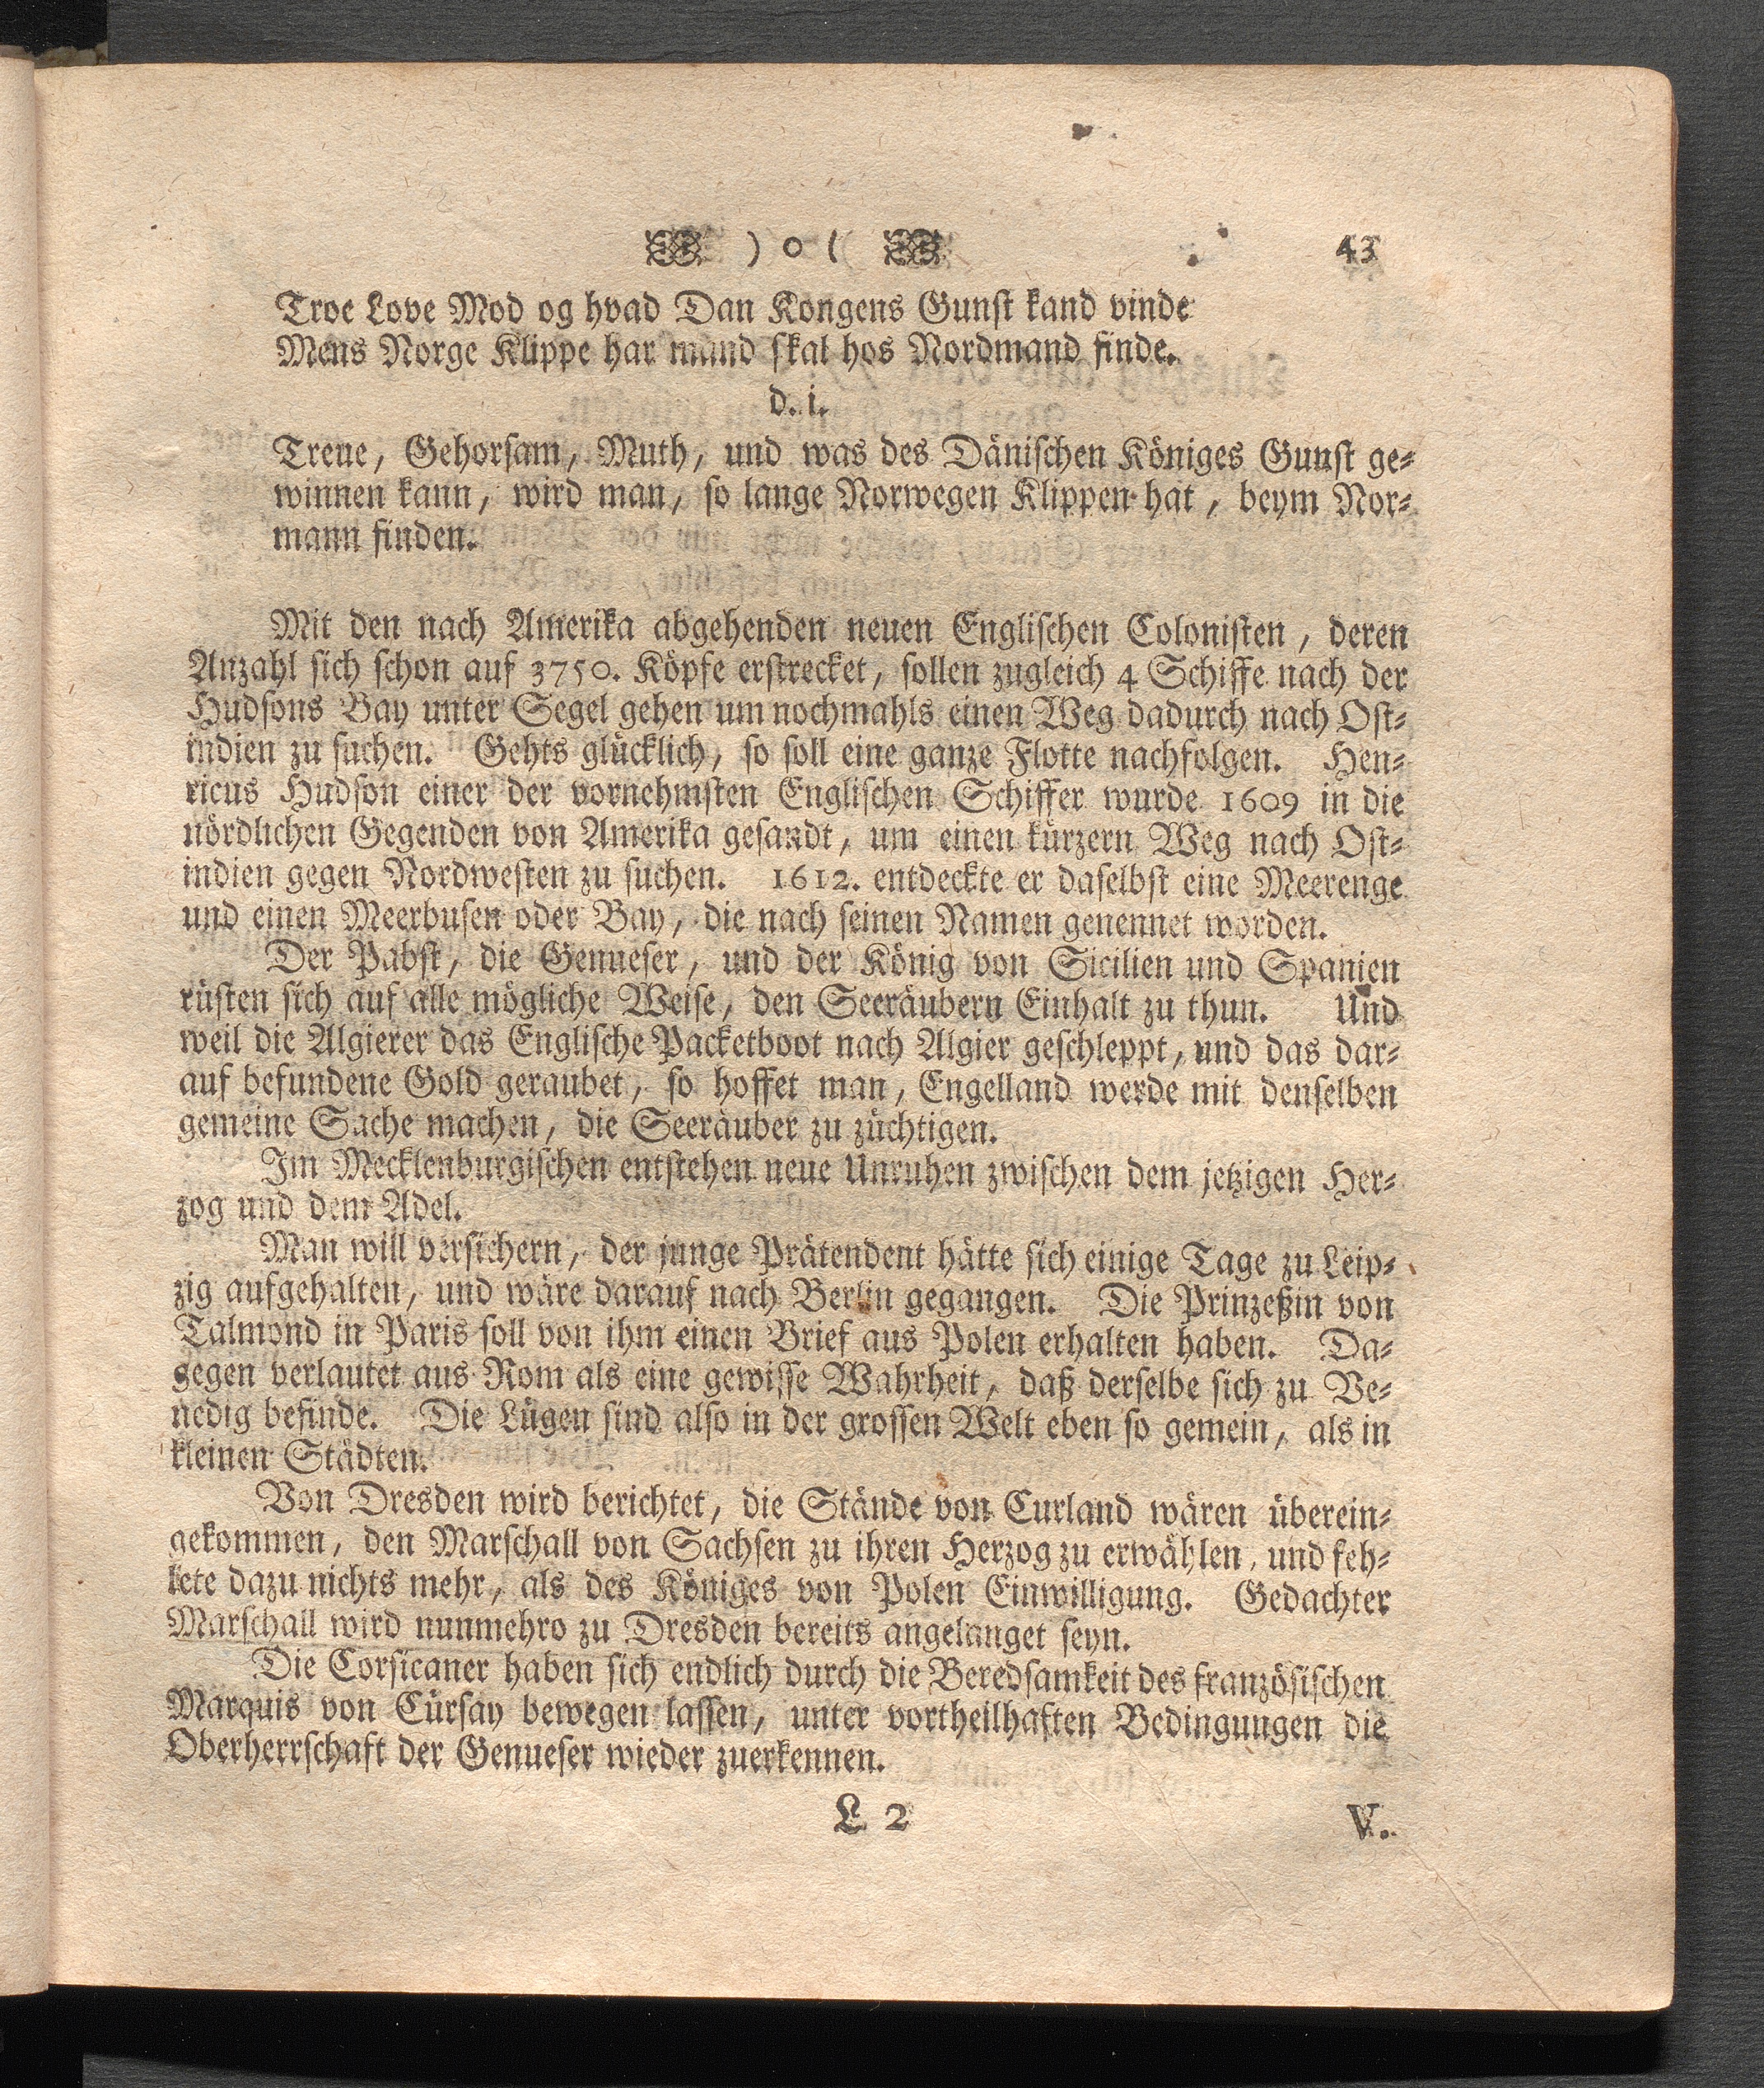 ) o ( 43
Troe Love Mod og hvad Dan Kongens Gunst kand vinde
Mens Norge Klippe har mand skal hos Nordmand finde.
d. i.
Treue, Gehorsam, Muth, und was des Dänischen Königes Gunst ge-
winnen kann, wird man, so lange Norwegen Klippen hat, beym Nor-
mann finden.
Mit den nach Amerika abgehenden neuen Englischen Colonisten, deren
Anzahl sich schon auf 3750. Köpfe erstrecket, sollen zugleich 4 Schiffe nach der
Hudsons Bay unter Segel gehen um nochmahls einen Weg dadurch nach Ost-
indien zu suchen. Gehts glücklich, so soll eine ganze Flotte nachfolgen. Hen-
ricus Hudson einer der vornehmsten Englischen Schiffer wurde 1609 in die
nördlichen Gegenden von Amerika gesandt, um einen kürzern Weg nach Ost-
indien gegen Nordwesten zu suchen. 1612. entdeckte er daselbst eine Meerenge
und einen Meerbusen oder Bay, die nach seinen Namen genennet worden.
Der Pabst, die Genueser, und der König von Sicilien und Spanien
rüsten sich auf alle mögliche Weise, den Seeräubern Einhalt zu thun. Und
weil die Algierer das Englische Packetboot nach Algier geschleppt, und das dar-
auf befundene Gold geraubet, so hoffet man, Engelland werde mit denselben
gemeine Sache machen, die Seeräuber zu züchtigen.
Im Mecklenburgischen entstehen neue Unruhen zwischen dem jetzigen Her-
zog und dem Adel.
Man will versichern, der junge Prätendent hätte sich einige Tage zu Leip-
zig aufgehalten, und wäre darauf nach Berlin gegangen. Die Prinzeßin von
Talmond in Paris soll von ihm einen Brief aus Polen erhalten haben. Da-
gegen verlautet aus Rom als eine gewisse Wahrheit, daß derselbe sich zu Ve-
nedig befinde. Die Lügen sind also in der grossen Welt eben so gemein, als in
kleinen Städten.
Von Dresden wird berichtet, die Stände von Curland wären überein-
gekommen, den Marschall von Sachsen zu ihren Herzog zu erwählen, und feh-
lete dazu nichts mehr, als des Königes von Polen Einwilligung. Gedachter
Marschall wird nunmehro zu Dresden bereits angelanget seyn.
Die Corsicaner haben sich endlich durch die Beredsamkeit des französischen
Marquis von Cürsay bewegen lassen, unter vortheilhaften Bedingungen die
Oberherrschaft der Genueser wieder zuerkennen.
L 2 V.